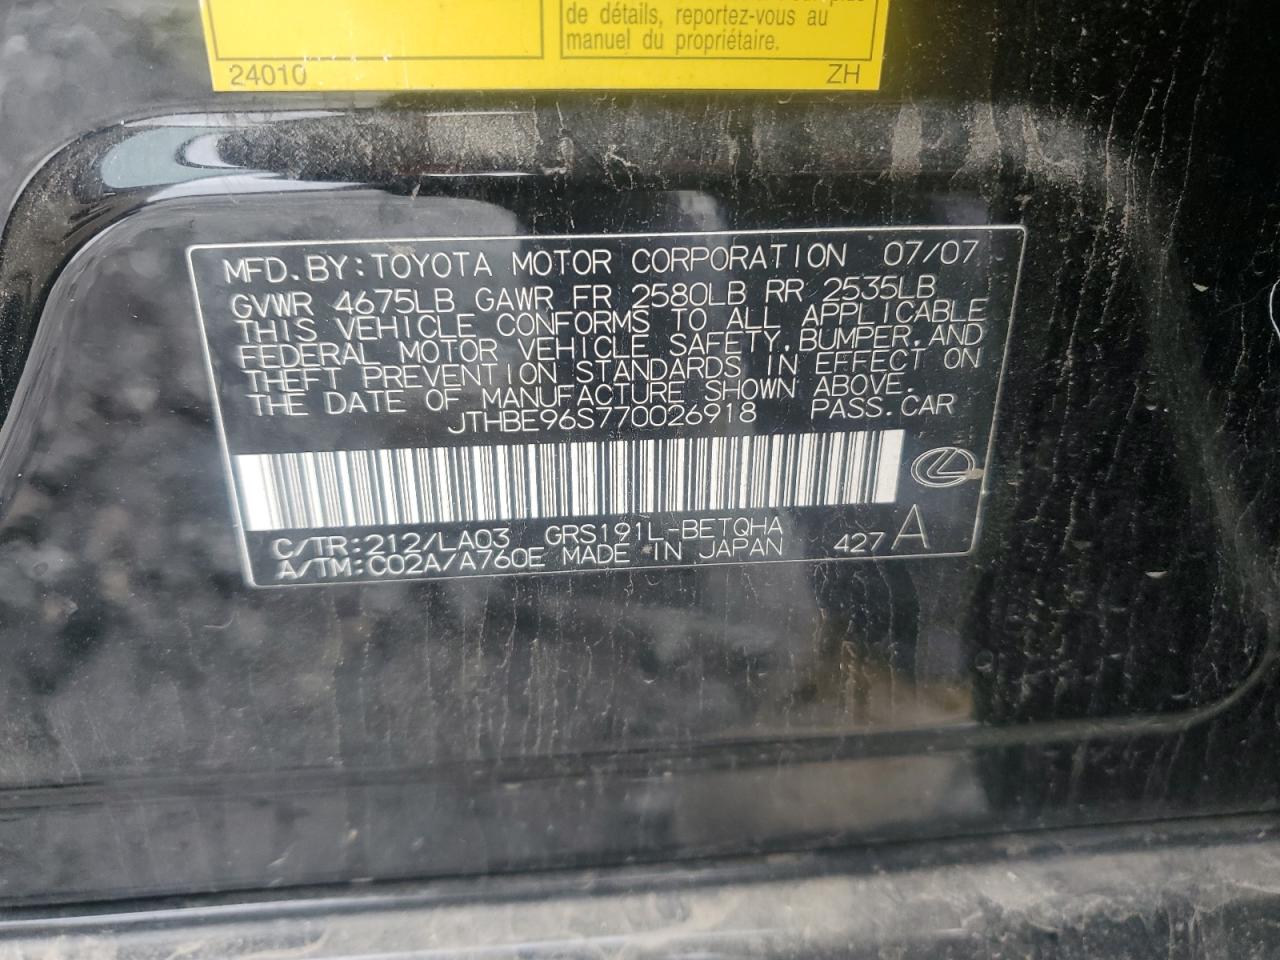 de détails, reportez-vous au
manuel du propriétaire.
24010 ZH
MFD.BY:TOYOTA MOTOR CORPORATION 07/07
GVWR 4675LB GAWR FR 2580LB RR 2535LB
THIS VEHICLE CONFORMS TO ALL APPLICABLE
FEDERAL MOTOR VEHICLE SAFETY,BUMPER,AND
THEFT PREVENTION STANDARDS IN EFFECT ON
THE DATE OF MANUFACTURE SHOWN ABOVE.
JTHBE96S770026918 PASS.CAR
C/TR:212/LA03 GRS191L-BETQHA
A/TM:C02A/A760E MADE IN JAPAN 427A